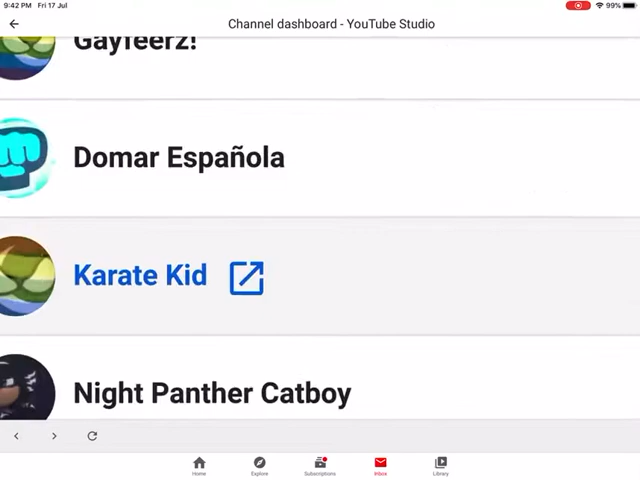 9:42 PM Fri 17 Jul
99%
Channel dashboard - YouTube Studio
Gayfeerz!
Domar Española
Karate Kid
Night Panther Catboy
Home
Explore
Subscriptions
Inbox
Library